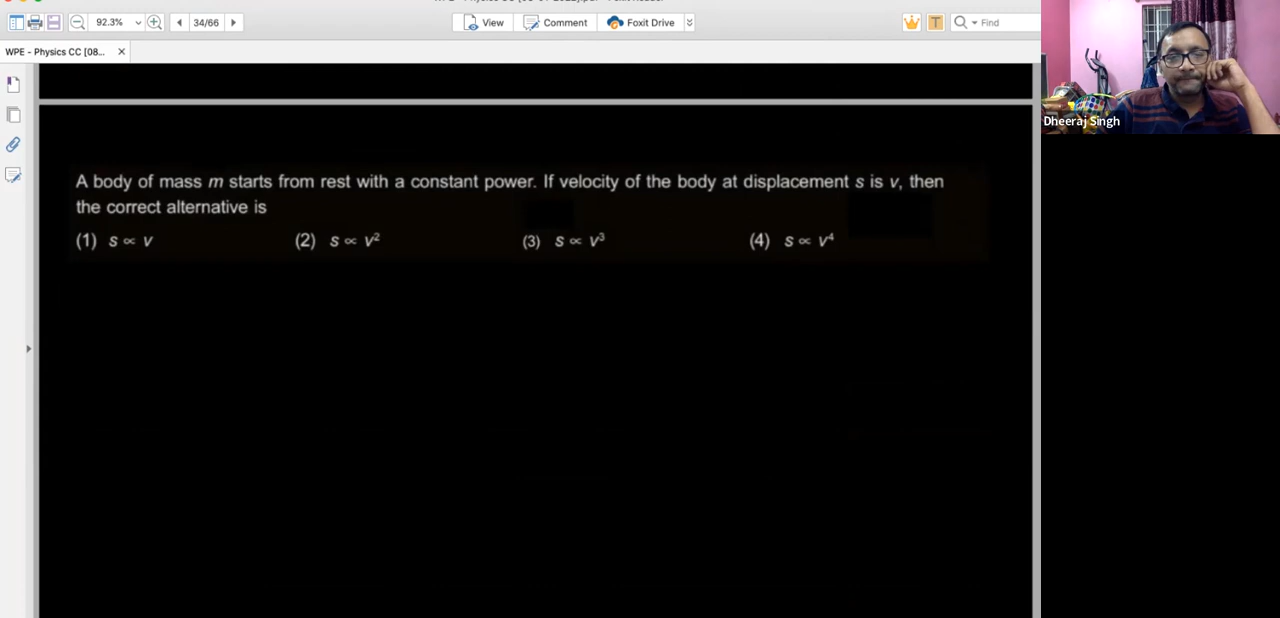 92.3%
34/66
View
Comment
Foxit Drive
T
Find
WPE - Physics CC [08...
Dheeraj Singh
A body of mass m starts from rest with a constant power. If velocity of the body at displacement s is v, then
the correct alternative is
(1) s ∝ v (2) s ∝ v² (3) s ∝ v³ (4) s ∝ v⁴